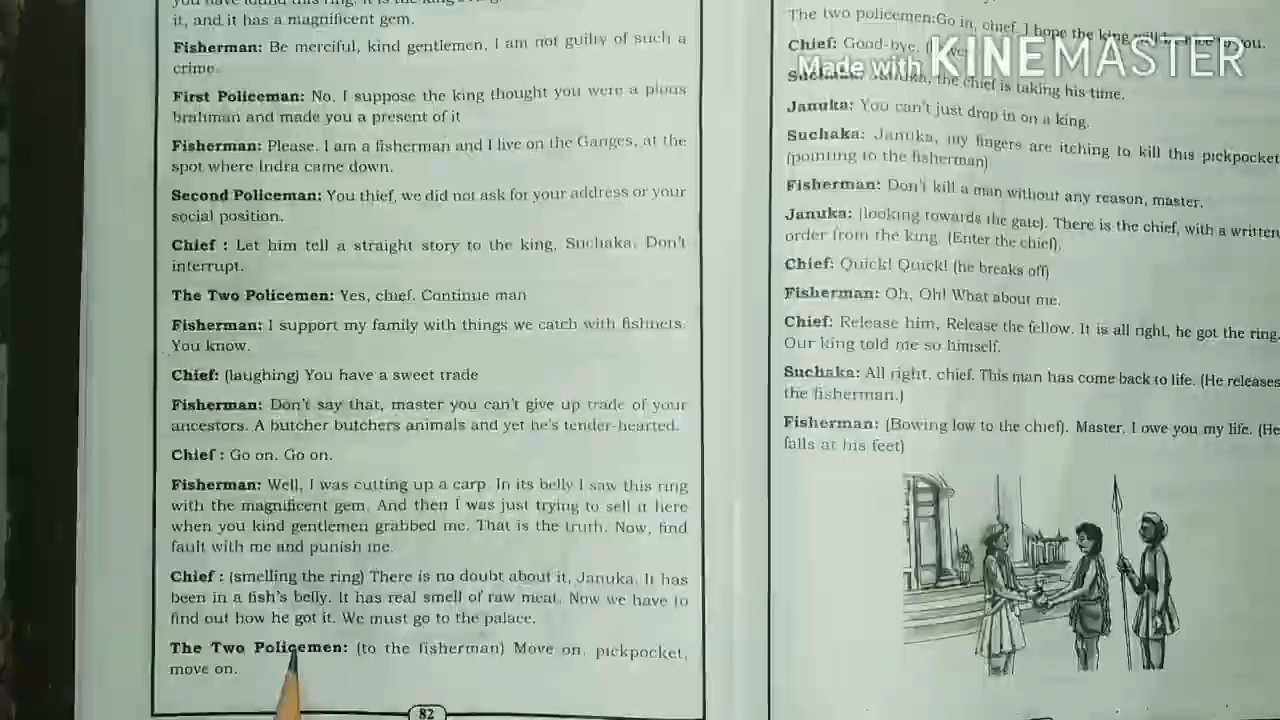 it, and it has a magnificent gem.
Fisherman: Be merciful, kind gentlemen, I am not guilty of such a
crime.
First Policeman: No, I suppose the king thought you were a pious
brahman and made you a present of it
Fisherman: Please. I am a fisherman and I live on the Ganges, at the
spot where Indra came down.
Second Policeman: You thief, we did not ask for your address or your
social position.
Chief : Let him tell a straight story to the king, Suchaka. Don't
interrupt.
The Two Policemen: Yes, chief. Continue man
Fisherman: I support my family with things we catch with fishnets.
You know.
Chief: (laughing) You have a sweet trade
Fisherman: Don't say that, master you can't give up trade of your
ancestors. A butcher butchers animals and yet he's tender-hearted.
Chief : Go on. Go on.
Fisherman: Well, I was cutting up a carp. In its belly I saw this ring
with the magnificent gem. And then I was just trying to sell it here
when you kind gentlemen grabbed me. That is the truth. Now, find
fault with me and punish me.
Chief : (smelling the ring) There is no doubt about it, Januka. It has
been in a fish's belly. It has real smell of raw meat. Now we have to
find out how he got it. We must go to the palace.
The Two Policemen: (to the fisherman) Move on, pickpocket,
move on.
82
The two policemen:Go in, chief. I hope the king will you.
Chief: Good-bye.
Made with KINEMASTER
the chief is taking his time.
Januka: You can't just drop in on a king.
Suchaka: Januka, my fingers are itching to kill this pickpocket
(pointing to the fisherman)
Fisherman: Don't kill a man without any reason, master.
Januka: (looking towards the gate). There is the chief, with a written
order from the king. (Enter the chief).
Chief: Quick! Quick! (he breaks off)
Fisherman: Oh, Oh! What about me.
Chief: Release him, Release the fellow. It is all right, he got the ring.
Our king told me so himself.
Suchaka: All right, chief. This man has come back to life. (He releases
the fisherman.)
Fisherman: (Bowing low to the chief). Master, I owe you my life. (He
falls at his feet)